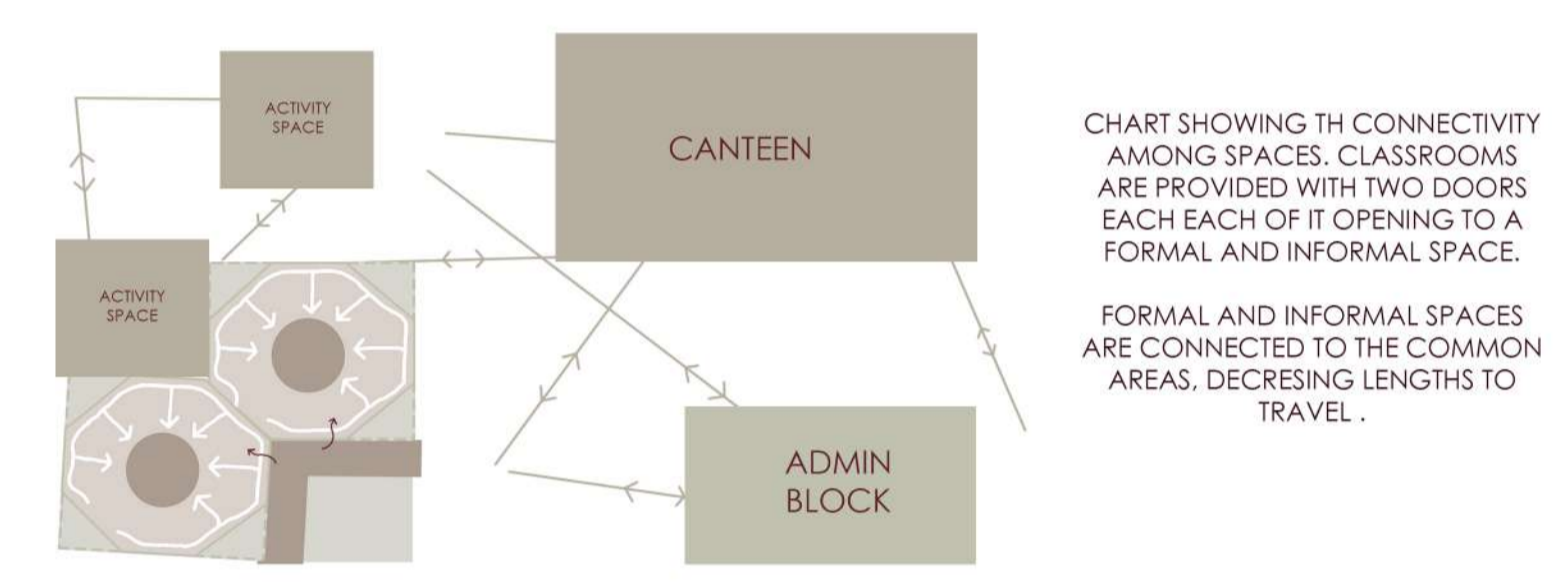 ACTIVITY
SPACE
CANTEEN
ACTIVITY
SPACE
ADMIN
BLOCK
CHART SHOWING TH CONNECTIVITY
AMONG SPACES. CLASSROOMS
ARE PROVIDED WITH TWO DOORS
EACH EACH OF IT OPENING TO A
FORMAL AND INFORMAL SPACE.
FORMAL AND INFORMAL SPACES
ARE CONNECTED TO THE COMMON
AREAS, DECRESING LENGTHS TO
TRAVEL .